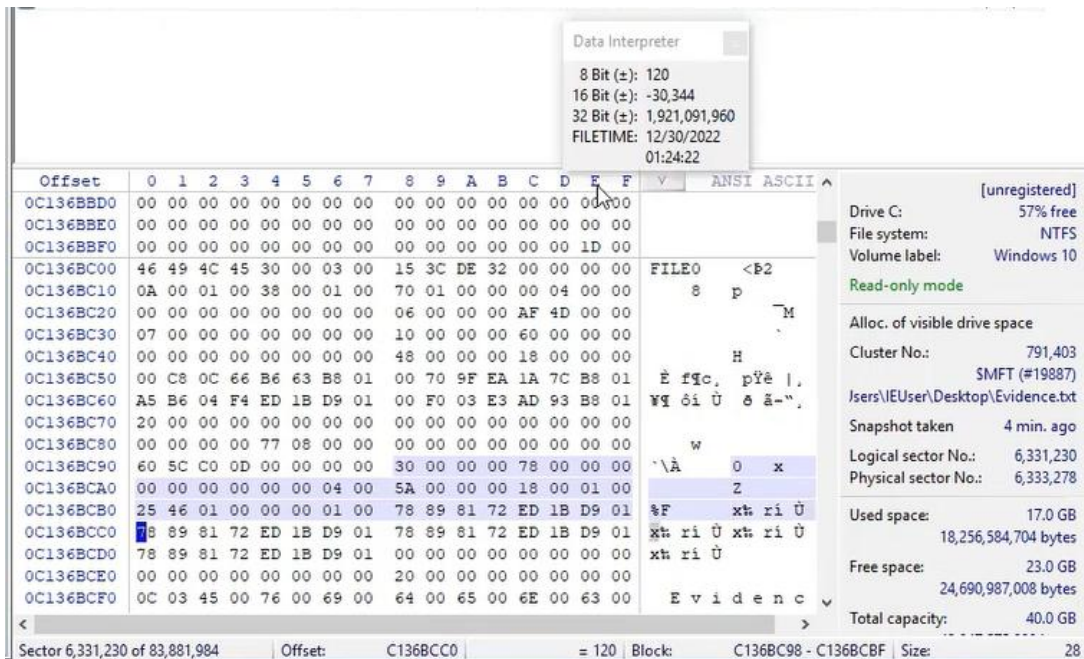 Data Interpreter
8 Bit (±): 120
16 Bit (±): -30,344
32 Bit (±): 1,921,091,960
FILETIME: 12/30/2022
01:24:22
Offset 0 1 2 3 4 5 6 7 8 9 A B C D E F ANSI ASCII
0C136BBD0 00 00 00 00 00 00 00 00 00 00 00 00 00 00 00 00
0C136BBE0 00 00 00 00 00 00 00 00 00 00 00 00 00 00 00 00
0C136BBF0 00 00 00 00 00 00 00 00 00 00 00 00 00 00 1D 00
0C136BC00 46 49 4C 45 30 00 03 00 15 3C DE 32 00 00 00 00 FILE0 <Þ2
0C136BC10 0A 00 01 00 38 00 01 00 70 01 00 00 00 04 00 00 8 p
0C136BC20 00 00 00 00 00 00 00 00 06 00 00 00 AF 4D 00 00 ¯M
0C136BC30 07 00 00 00 00 00 00 00 10 00 00 00 60 00 00 00 `
0C136BC40 00 00 00 00 00 00 00 00 48 00 00 00 18 00 00 00 H
0C136BC50 00 C8 0C 66 B6 63 B8 01 00 70 9F EA 1A 7C B8 01 È f¶c¸ pŸê |¸
0C136BC60 A5 B6 04 F4 ED 1B D9 01 00 F0 03 E3 AD 93 B8 01 ¥¶ ôí Ù ð ã-“¸
0C136BC70 20 00 00 00 00 00 00 00 00 00 00 00 00 00 00 00
0C136BC80 00 00 00 00 77 08 00 00 00 00 00 00 00 00 00 00 w
0C136BC90 60 5C C0 0D 00 00 00 00 30 00 00 00 78 00 00 00 `\À 0 x
0C136BCA0 00 00 00 00 00 00 04 00 5A 00 00 00 18 00 01 00 Z
0C136BCB0 25 46 01 00 00 00 01 00 78 89 81 72 ED 1B D9 01 %F x‰ rí Ù
0C136BCC0 78 89 81 72 ED 1B D9 01 78 89 81 72 ED 1B D9 01 x‰ rí Ù x‰ rí Ù
0C136BCD0 78 89 81 72 ED 1B D9 01 00 00 00 00 00 00 00 00 x‰ rí Ù
0C136BCE0 00 00 00 00 00 00 00 00 20 00 00 00 00 00 00 00
0C136BCF0 0C 03 45 00 76 00 69 00 64 00 65 00 6E 00 63 00 E v i d e n c
[unregistered]
Drive C: 57% free
File system: NTFS
Volume label: Windows 10
Read-only mode
Alloc. of visible drive space
Cluster No.: 791,403
$MFT (#19887)
Jsers\IEUser\Desktop\Evidence.txt
Snapshot taken 4 min. ago
Logical sector No.: 6,331,230
Physical sector No.: 6,333,278
Used space: 17.0 GB
18,256,584,704 bytes
Free space: 23.0 GB
24,690,987,008 bytes
Total capacity: 40.0 GB
Sector 6,331,230 of 83,881,984 Offset: C136BCC0 = 120 Block: C136BC98 - C136BCBF Size: 28